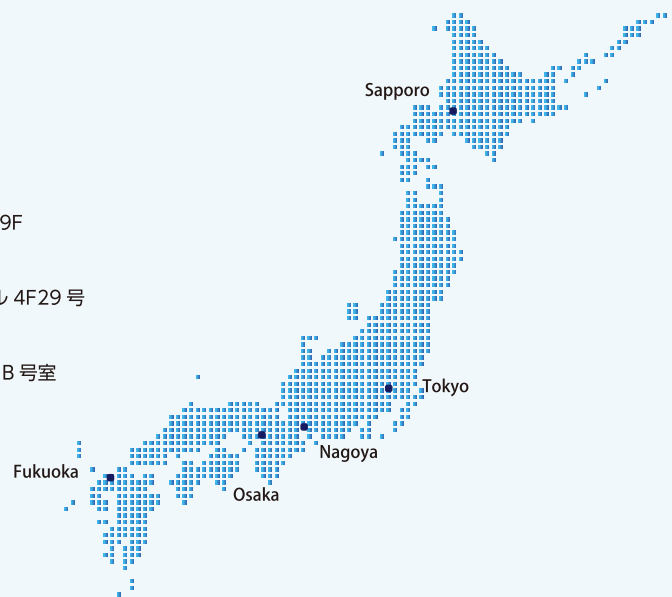 Sapporo
9F
ル 4F29 号
B 号室
Tokyo
Nagoya
Fukuoka
Osaka